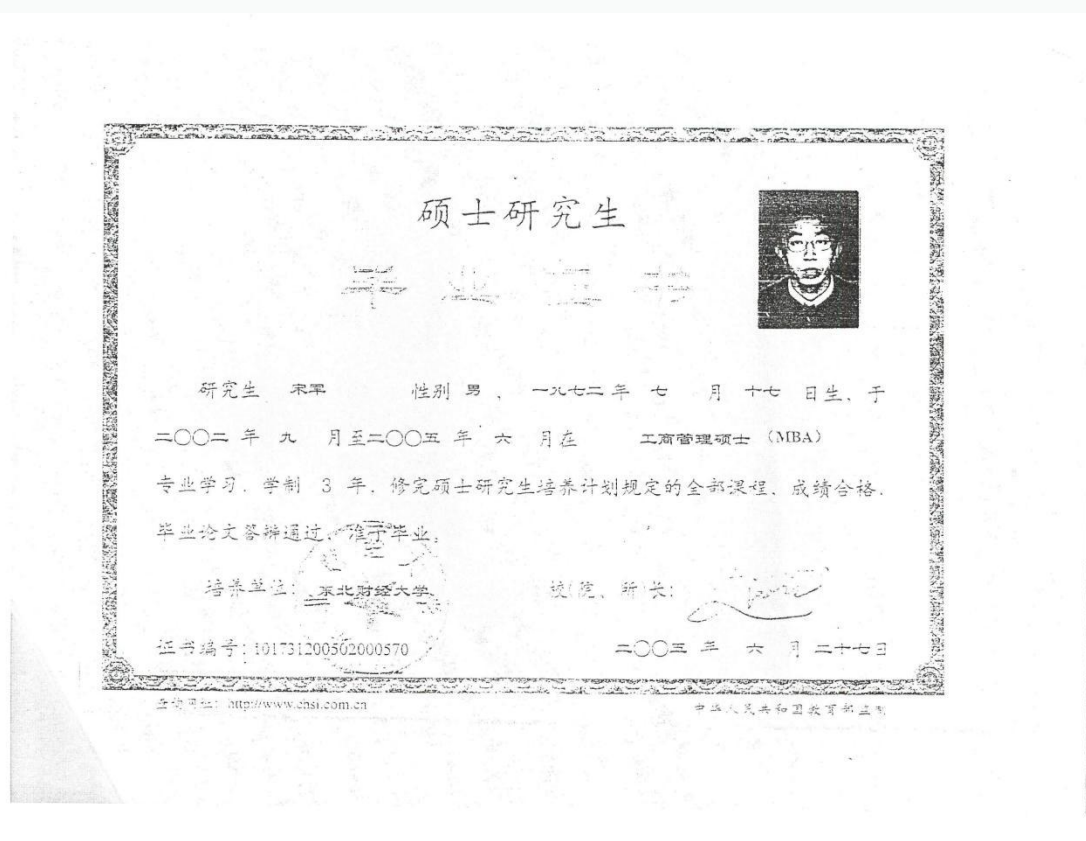 硕士研究生
毕业证书
研究生 宋军 性别 男 、 一九七二 年 七 月 十七 日生、于
二〇〇二 年 九 月至二〇〇五 年 六 月在 工商管理硕士 （MBA）
专业学习、学制 3 年、修完硕士研究生培养计划规定的全部课程、成绩合格、
毕业论文答辩通过、准予毕业。
培养单位: 东北财经大学 校(院、所)长:
证书编号: 101731200502000570 二〇〇五 年 六 月 二十七日
查询网址: http://www.chsi.com.cn 中华人民共和国教育部监制